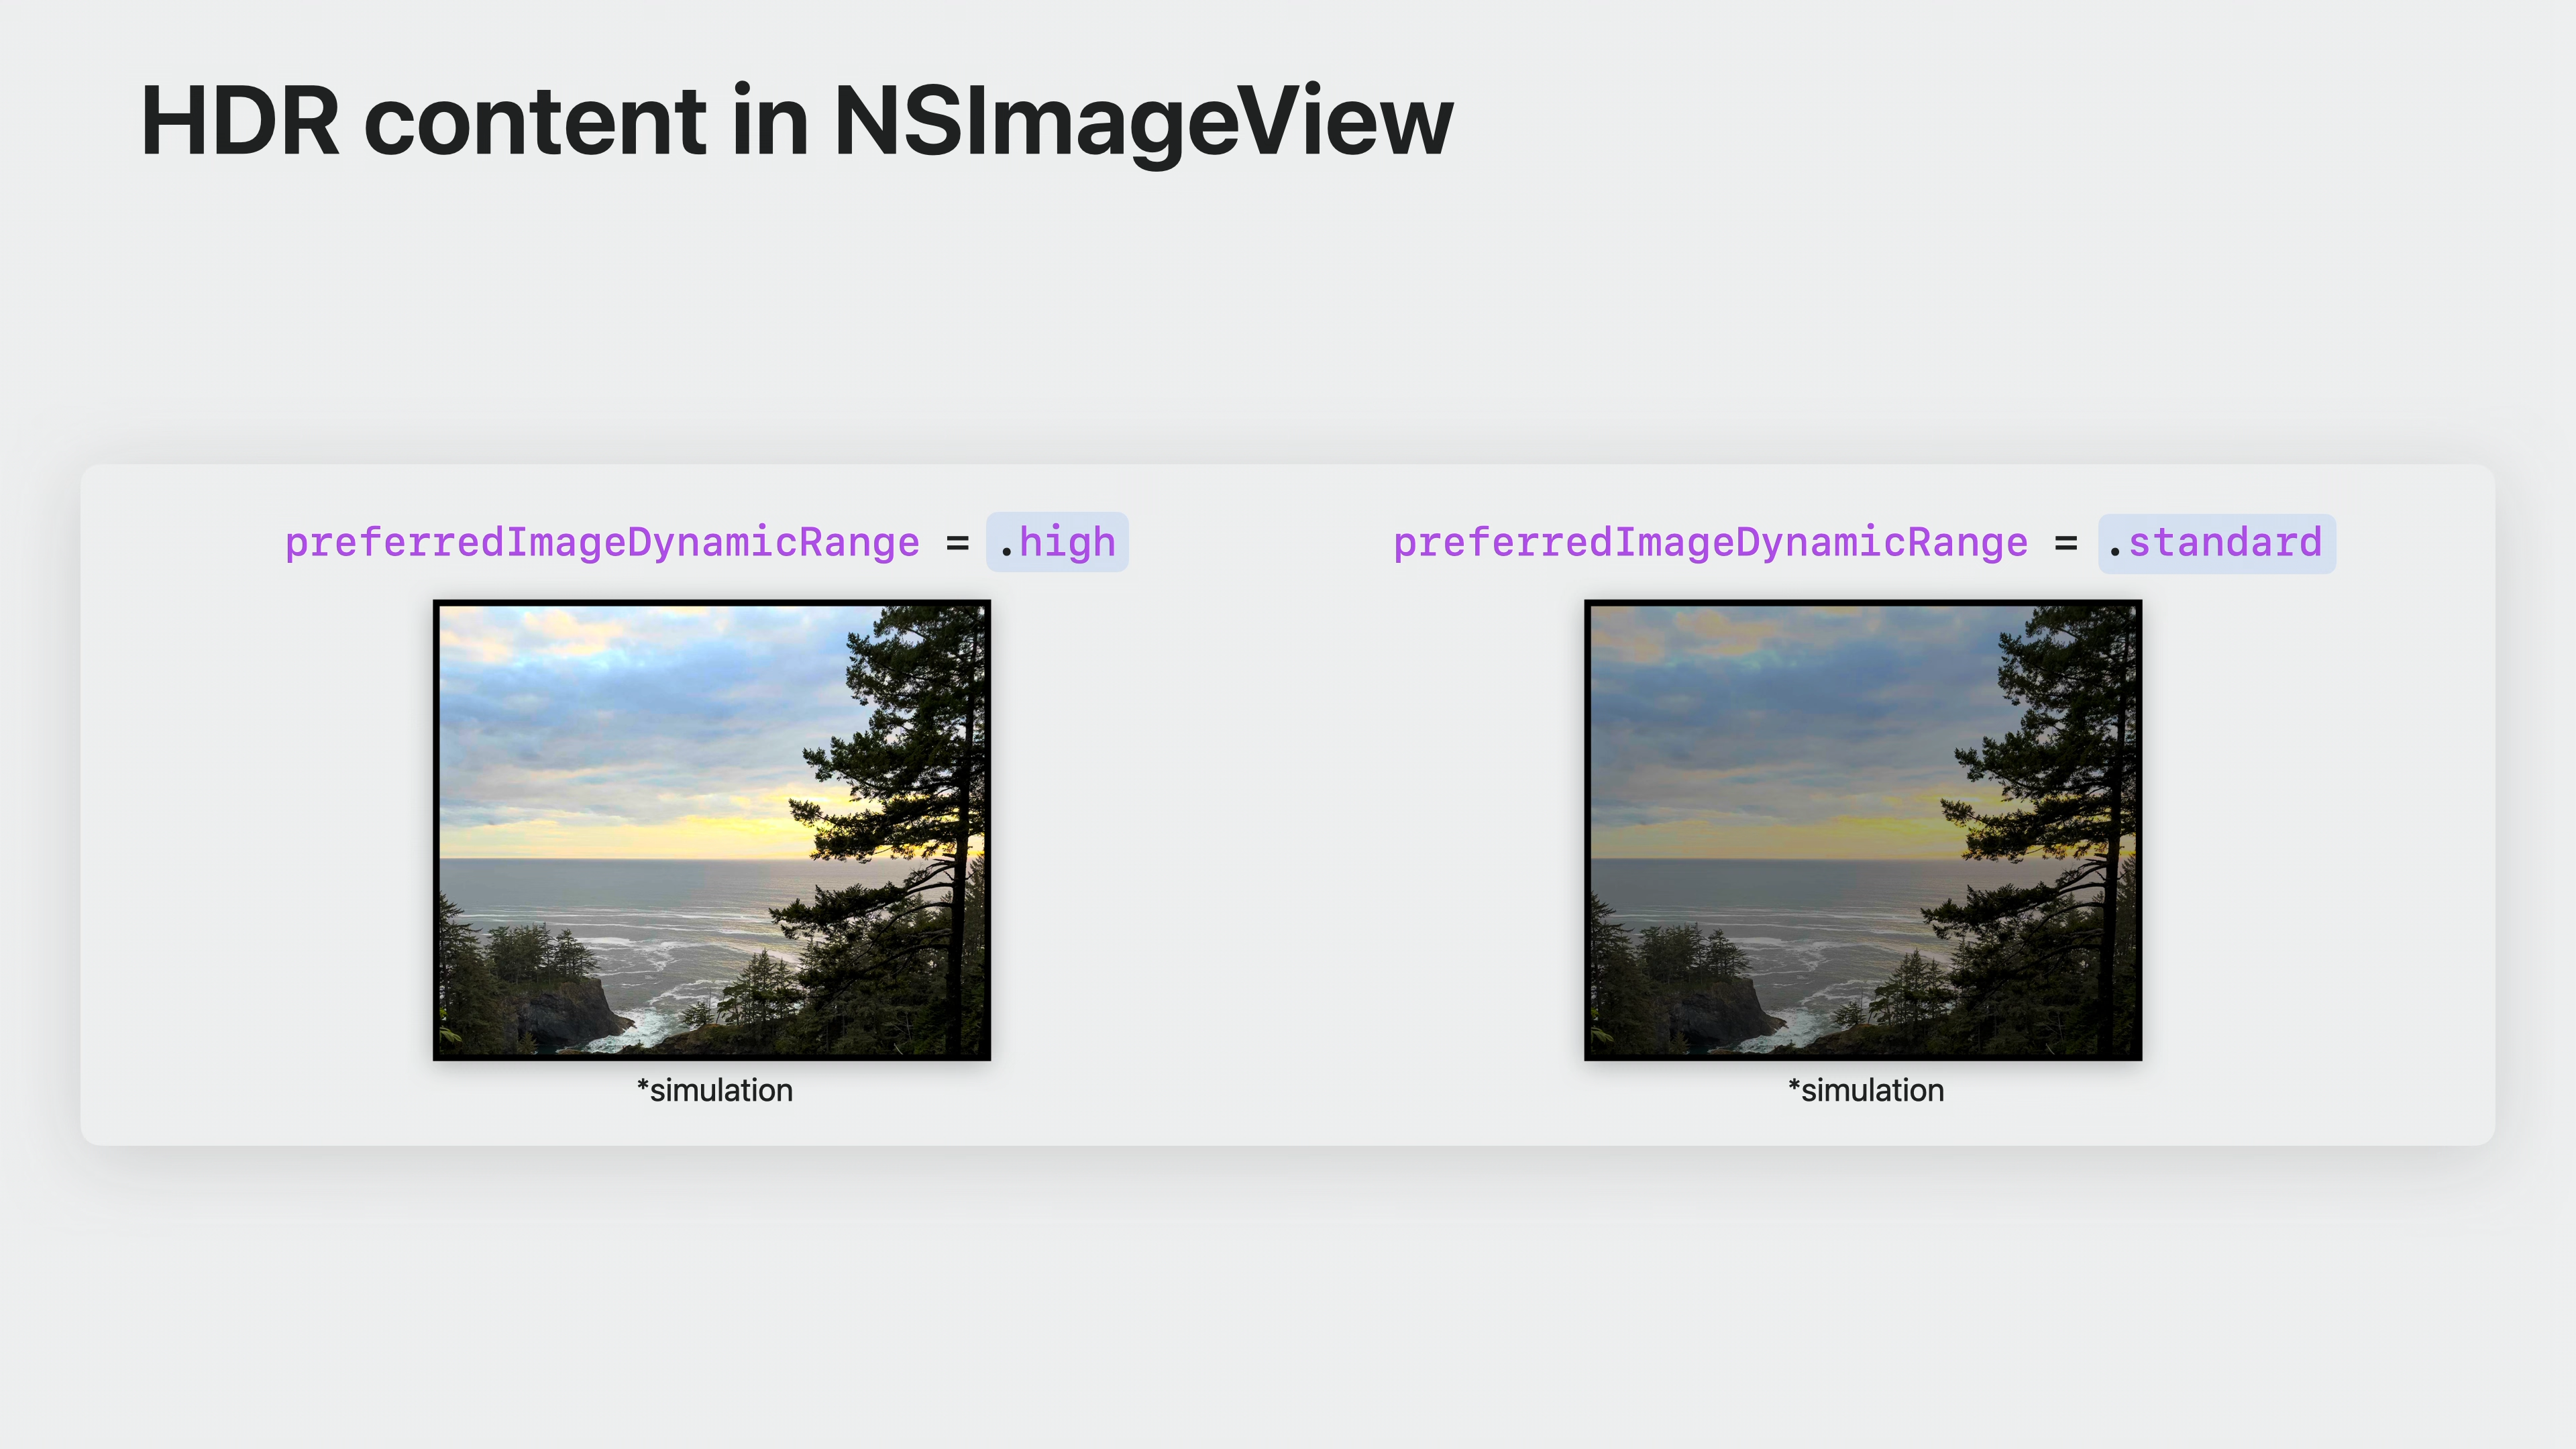 HDR content in NSImageView
preferredImageDynamicRange = .high
preferredImageDynamicRange = .standard
*simulation
*simulation